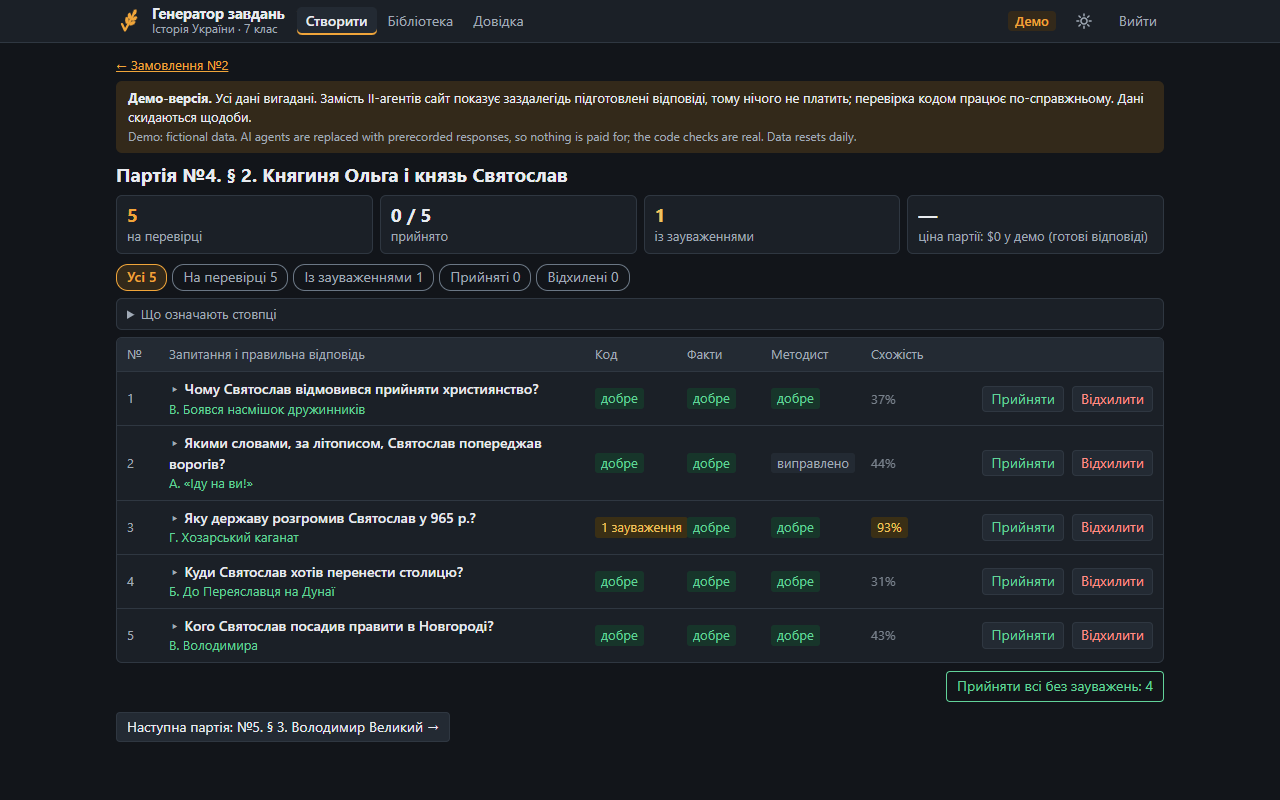 Генератор завдань
Історія України · 7 клас
Створити
Бібліотека
Довідка
Демо
Вийти
← Замовлення №2
Демо-версія. Усі дані вигадані. Замість ІІ-агентів сайт показує заздалегідь підготовлені відповіді, тому нічого не платить; перевірка кодом працює по-справжньому. Дані
скидаються щодоби.
Demo: fictional data. AI agents are replaced with prerecorded responses, so nothing is paid for; the code checks are real. Data resets daily.
Партія №4. § 2. Княгиня Ольга і князь Святослав
5
на перевірці
0 / 5
прийнято
1
із зауваженнями
—
ціна партії: $0 у демо (готові відповіді)
Усі 5
На перевірці 5
Із зауваженнями 1
Прийняті 0
Відхилені 0
▶ Що означають стовпці
№ Запитання і правильна відповідь Код Факти Методист Схожість
1 ▸ Чому Святослав відмовився прийняти християнство?
В. Боявся насмішок дружинників
добре добре добре 37% Прийняти Відхилити
2 ▸ Якими словами, за літописом, Святослав попереджав
ворогів?
А. «Іду на ви!»
добре добре виправлено 44% Прийняти Відхилити
3 ▸ Яку державу розгромив Святослав у 965 р.?
Г. Хозарський каганат
1 зауваження добре добре 93% Прийняти Відхилити
4 ▸ Куди Святослав хотів перенести столицю?
Б. До Переяславця на Дунаї
добре добре добре 31% Прийняти Відхилити
5 ▸ Кого Святослав посадив правити в Новгороді?
В. Володимира
добре добре добре 43% Прийняти Відхилити
Прийняти всі без зауважень: 4
Наступна партія: №5. § 3. Володимир Великий →